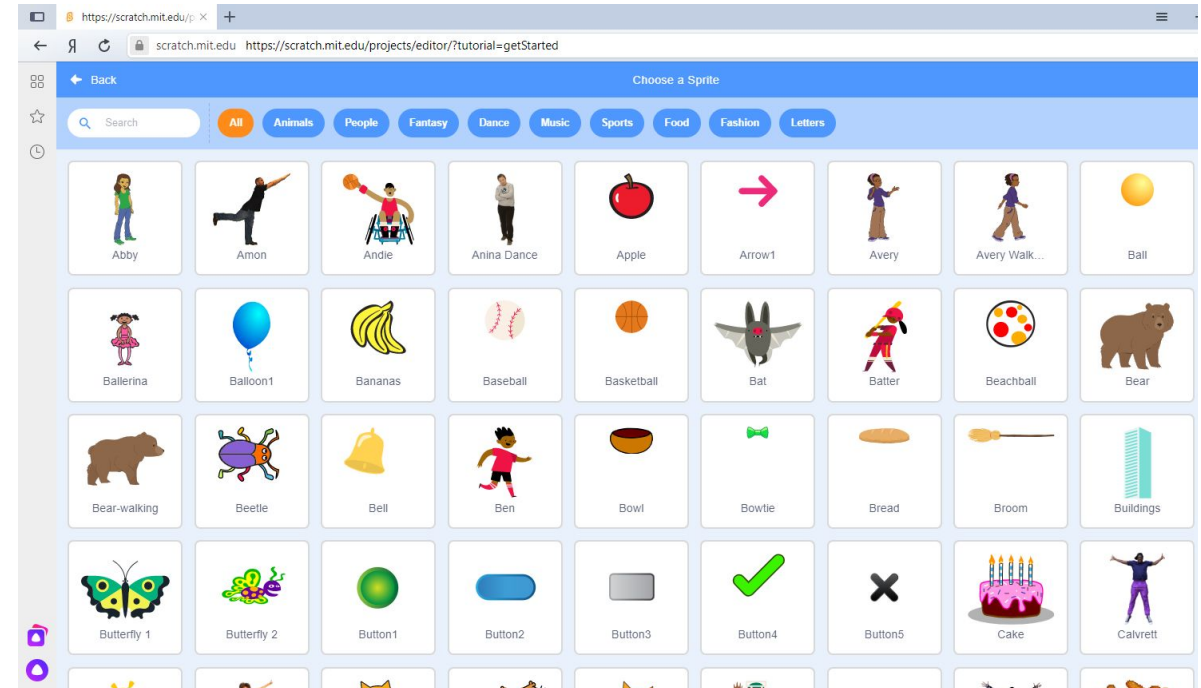 https://scratch.mit.edu/p
Я scratch.mit.edu https://scratch.mit.edu/projects/editor/?tutorial=getStarted
Back Choose a Sprite
Search All Animals People Fantasy Dance Music Sports Food Fashion Letters
Abby Amon Andie Anina Dance Apple Arrow1 Avery Avery Walk... Ball
Ballerina Balloon1 Bananas Baseball Basketball Bat Batter Beachball Bear
Bear-walking Beetle Bell Ben Bowl Bowtie Bread Broom Buildings
Butterfly 1 Butterfly 2 Button1 Button2 Button3 Button4 Button5 Cake Calvrett